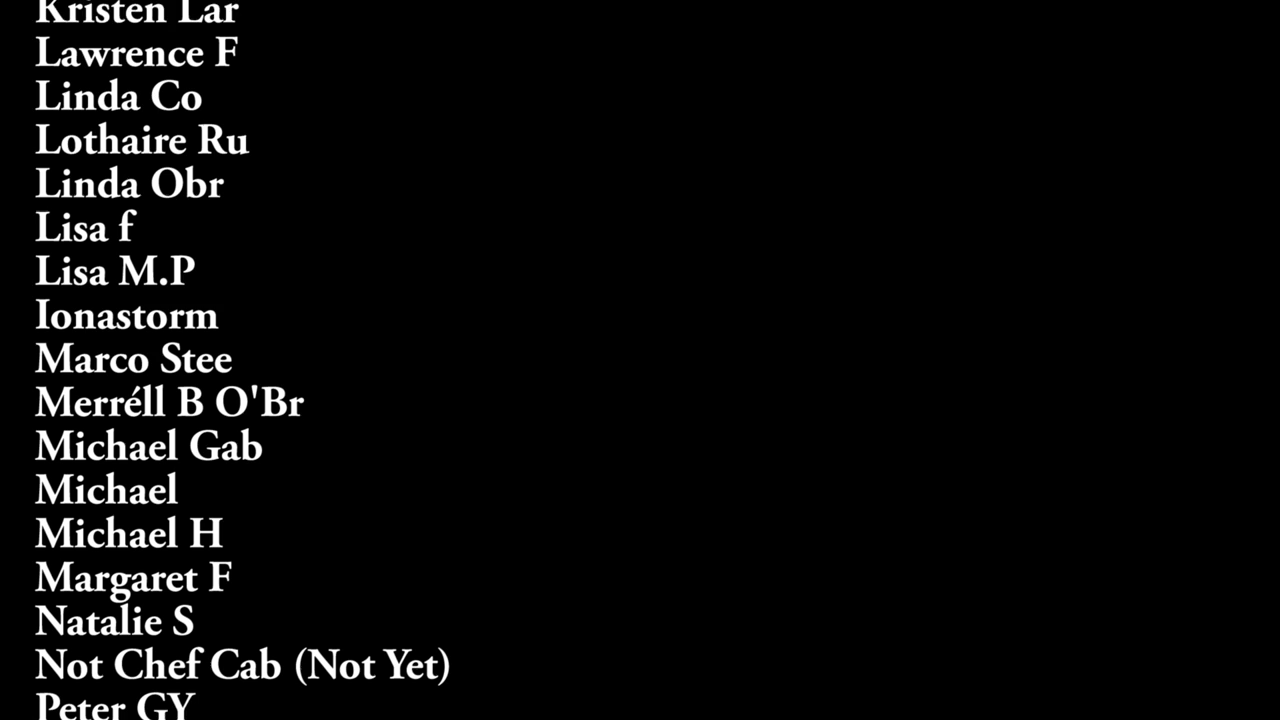 Kristen Lar
Lawrence F
Linda Co
Lothaire Ru
Linda Obr
Lisa f
Lisa M.P
Ionastorm
Marco Stee
Merréll B O'Br
Michael Gab
Michael
Michael H
Margaret F
Natalie S
Not Chef Cab (Not Yet)
Peter GY